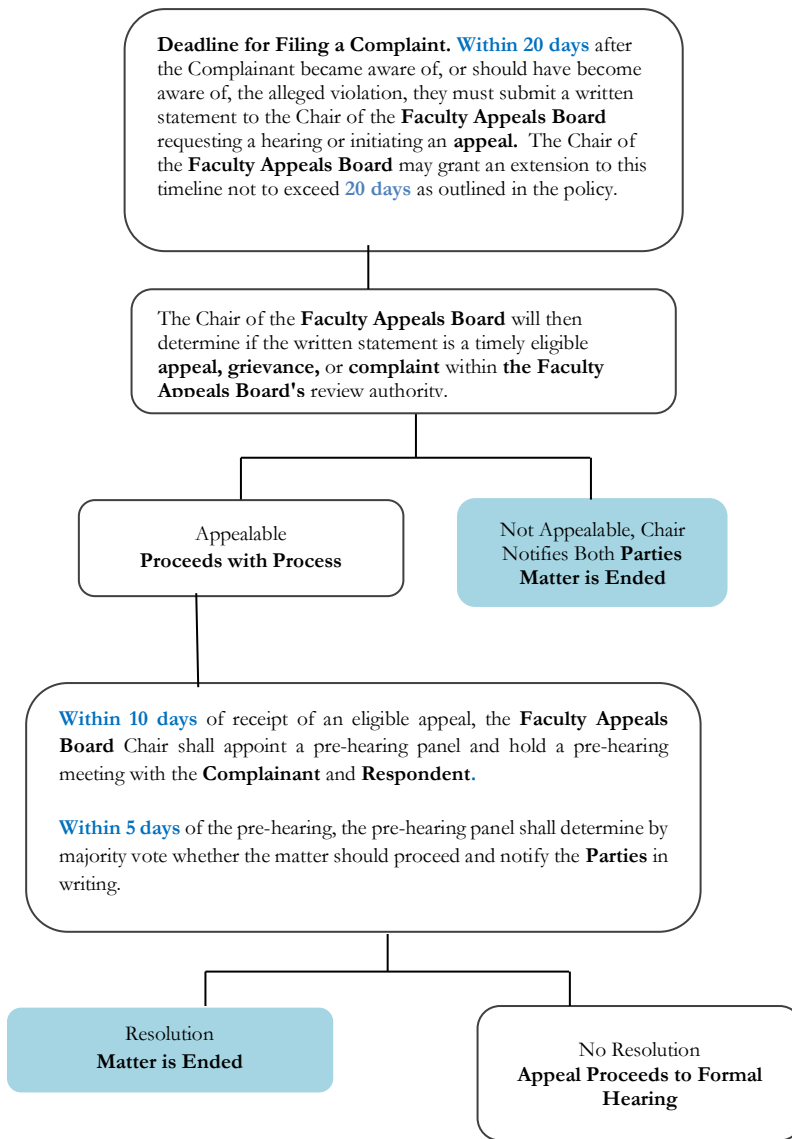 Deadline for Filing a Complaint. Within 20 days after
the Complainant became aware of, or should have become
aware of, the alleged violation, they must submit a written
statement to the Chair of the Faculty Appeals Board
requesting a hearing or initiating an appeal. The Chair of
the Faculty Appeals Board may grant an extension to this
timeline not to exceed 20 days as outlined in the policy.
The Chair of the Faculty Appeals Board will then
determine if the written statement is a timely eligible
appeal, grievance, or complaint within the Faculty
Appeals Board's review authority.
Appealable
Proceeds with Process
Not Appealable, Chair
Notifies Both Parties
Matter is Ended
Within 10 days of receipt of an eligible appeal, the Faculty Appeals
Board Chair shall appoint a pre-hearing panel and hold a pre-hearing
meeting with the Complainant and Respondent.
Within 5 days of the pre-hearing, the pre-hearing panel shall determine by
majority vote whether the matter should proceed and notify the Parties in
writing.
Resolution
Matter is Ended
No Resolution
Appeal Proceeds to Formal
Hearing